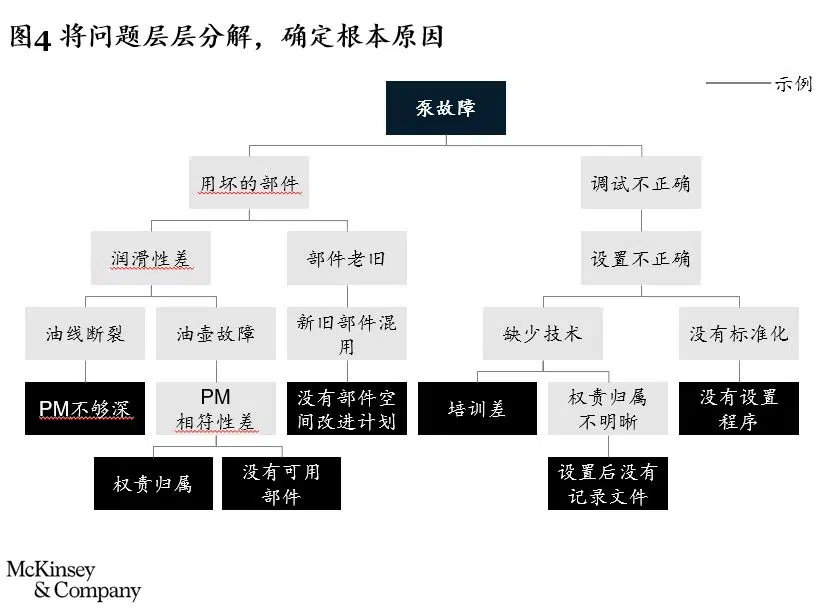 图4 将问题层层分解，确定根本原因
示例
泵故障
用坏的部件
调试不正确
润滑性差
部件老旧
设置不正确
油线断裂
油壶故障
新旧部件混
用
缺少技术
没有标准化
PM不够深
PM
相符性差
没有部件空
间改进计划
培训差
权责归属
不明晰
没有设置
程序
权责归属
没有可用
部件
设置后没有
记录文件
McKinsey
& Company